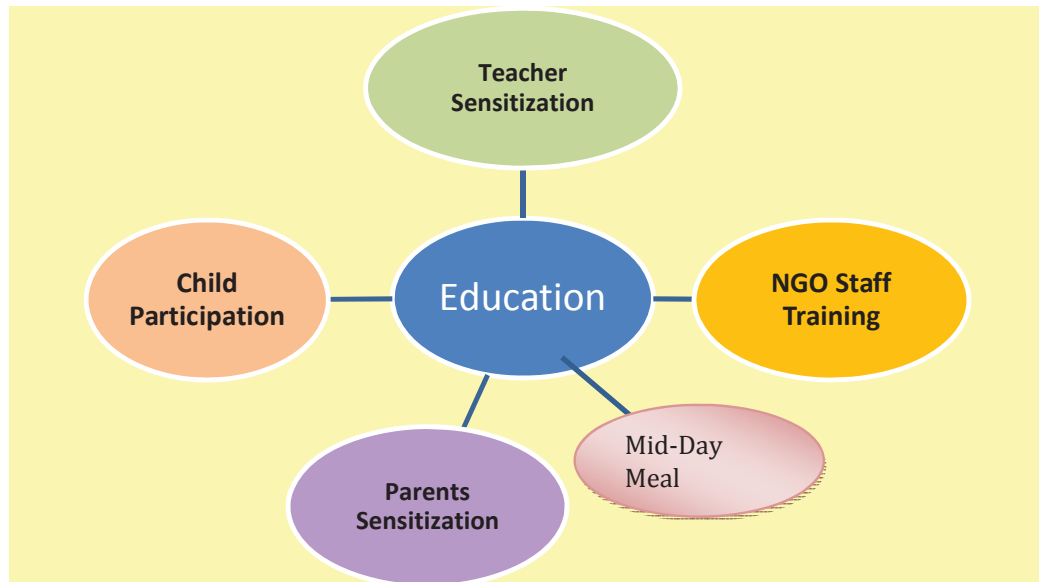 Teacher
Sensitization
Child
Participation
Education
NGO Staff
Training
Mid-Day
Meal
Parents
Sensitization